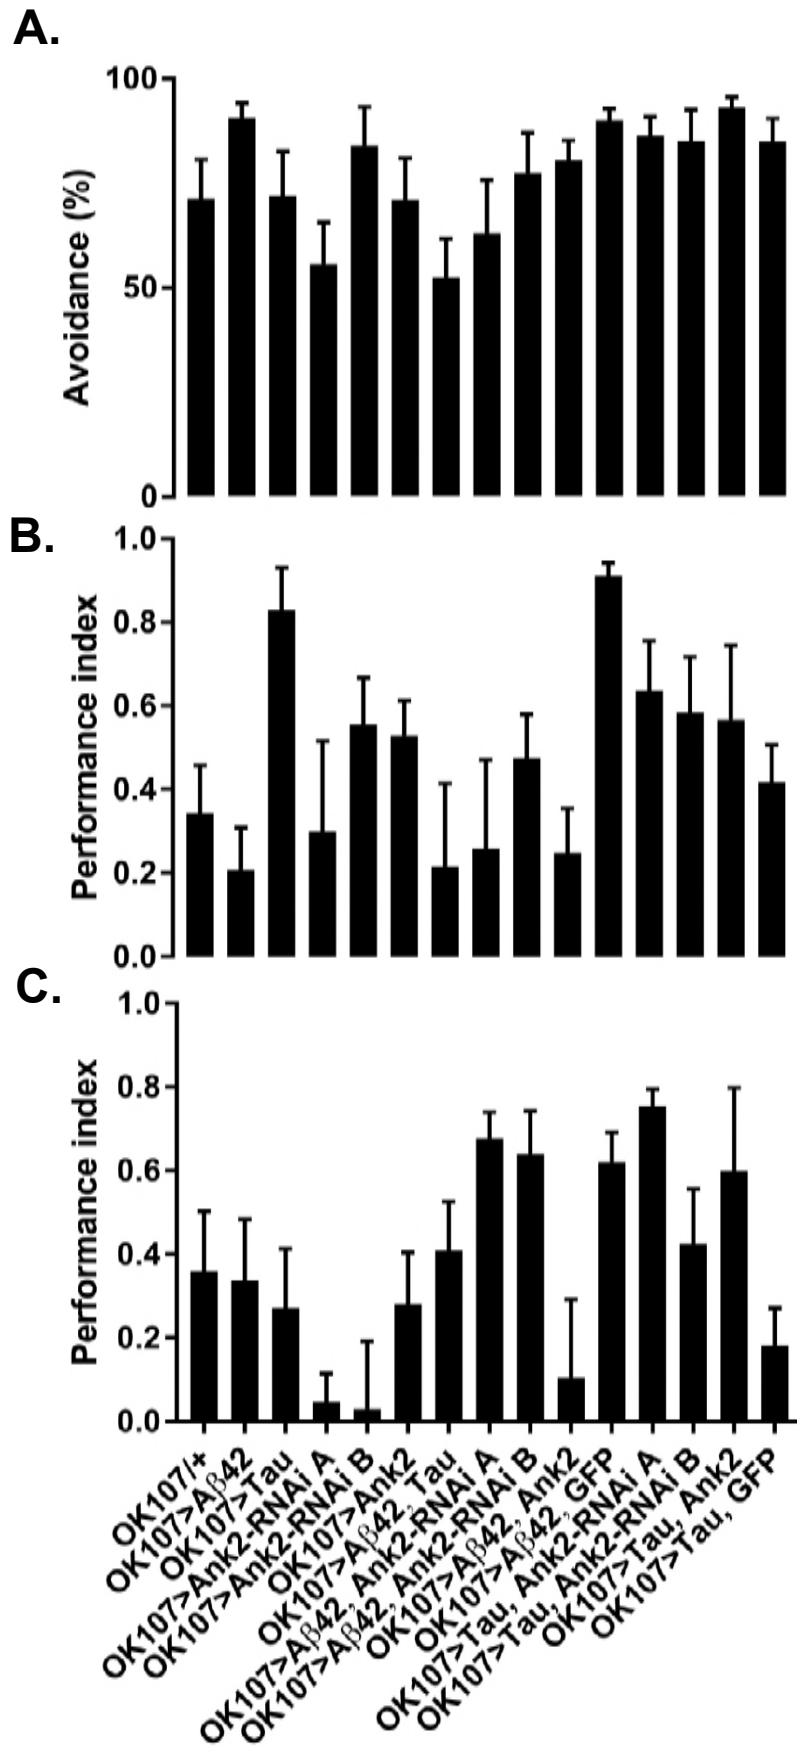 A.
100
50
0
Avoidance (%)
B.
1.0
0.8
0.6
0.4
0.2
0.0
Performance index
C.
1.0
0.8
0.6
0.4
0.2
0.0
Performance index
OK107/+
OK107>Aβ42
OK107>Tau
OK107>Ank2-RNAi A
OK107>Ank2-RNAi B
OK107>Ank2
OK107>Aβ42, Tau
OK107>Aβ42, Ank2-RNAi A
OK107>Aβ42, Ank2-RNAi B
OK107>Aβ42, Ank2
OK107>Aβ42, GFP
OK107>Tau, Ank2-RNAi A
OK107>Tau, Ank2-RNAi B
OK107>Tau, Ank2
OK107>Tau, GFP